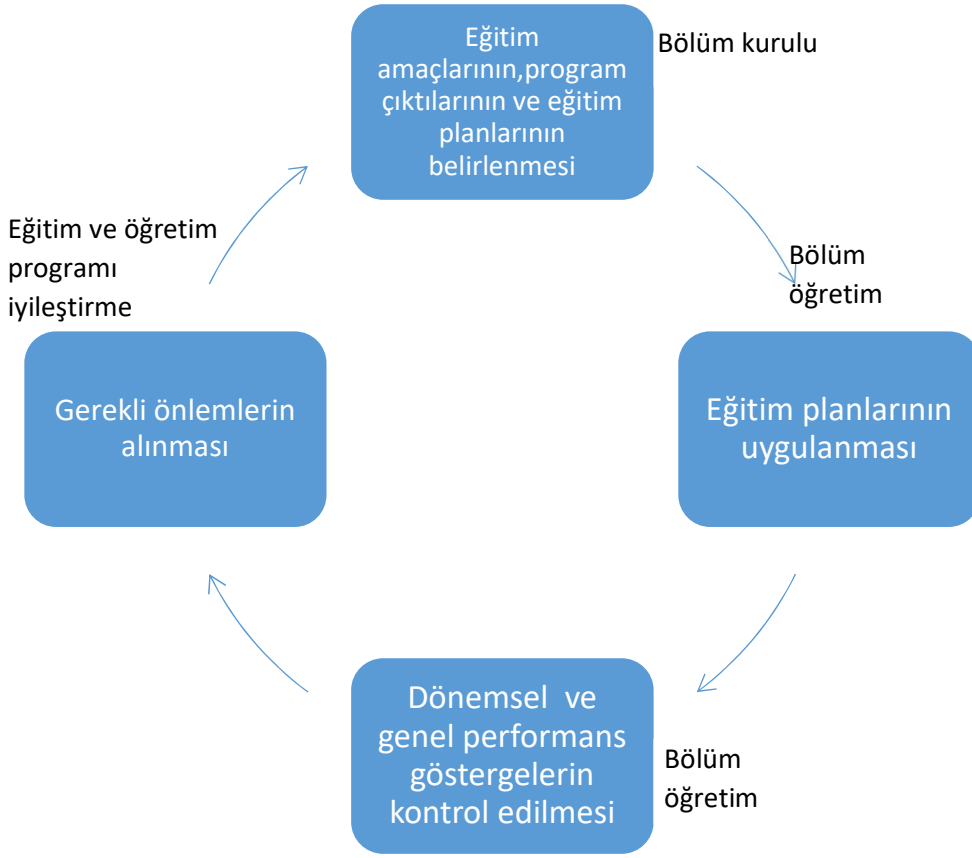 Eğitim
amaçlarının,program
çıktılarının ve eğitim
planlarının
belirlenmesi
Bölüm kurulu
Bölüm
öğretim
Eğitim planlarının
uygulanması
Dönemsel ve
genel performans
göstergelerin
kontrol edilmesi
Bölüm
öğretim
Gerekli önlemlerin
alınması
Eğitim ve öğretim
programı
iyileştirme